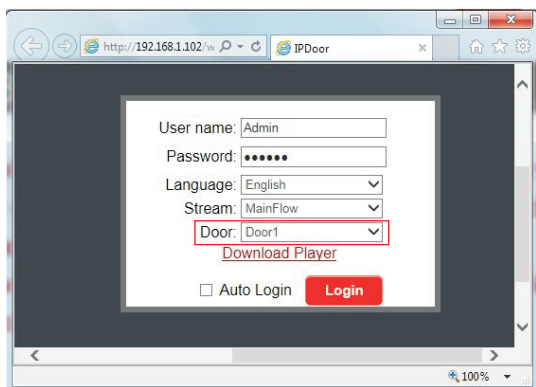 http://192.168.1.102/w
IPDoor
User name: Admin
Password: ••••••
Language: English
Stream: MainFlow
Door: Door1
Download Player
Auto Login Login
100%